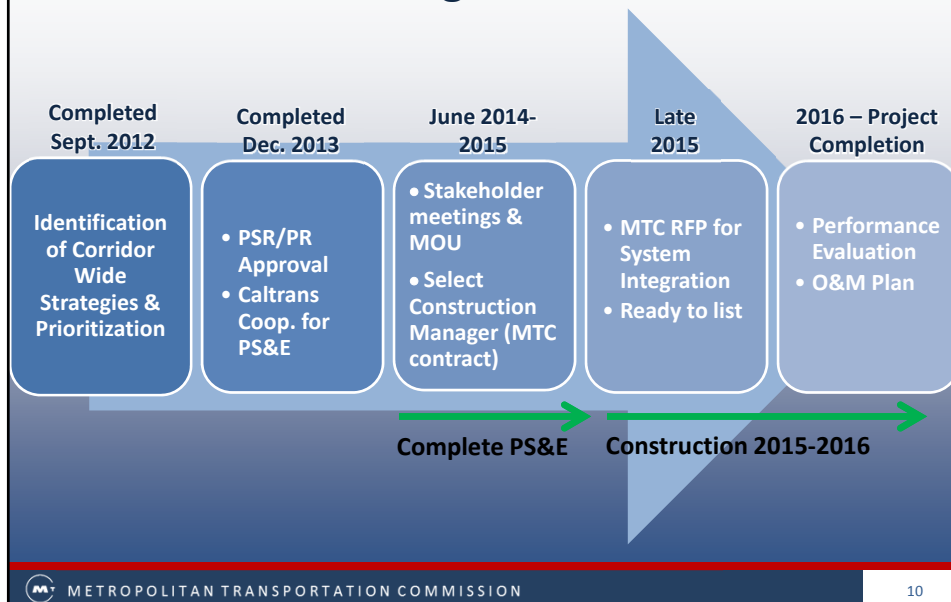 Completed
Sept. 2012
Identification
of Corridor
Wide
Strategies &
Prioritization
Completed
Dec. 2013
• PSR/PR
Approval
• Caltrans
Coop. for
PS&E
June 2014-
2015
• Stakeholder
meetings &
MOU
• Select
Construction
Manager (MTC
contract)
Late
2015
• MTC RFP for
System
Integration
• Ready to list
2016 – Project
Completion
• Performance
Evaluation
• O&M Plan
Complete PS&E
Construction 2015-2016
METROPOLITAN TRANSPORTATION COMMISSION
10